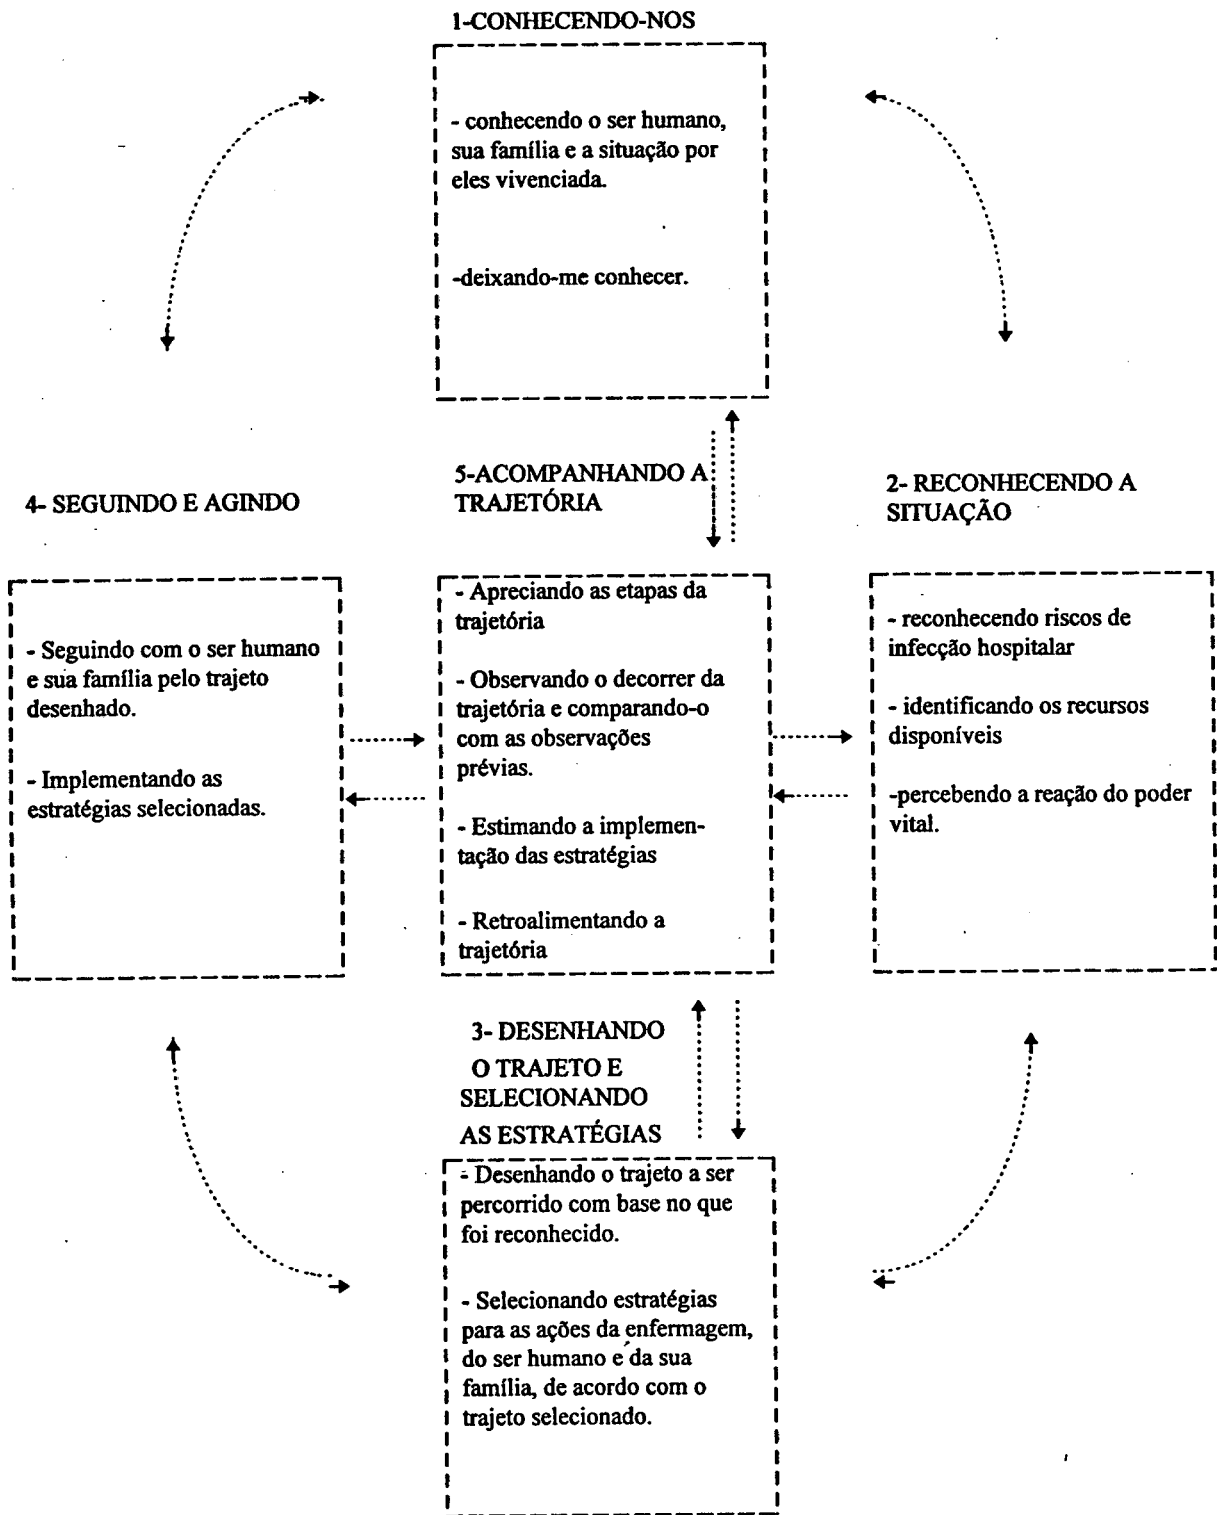 1-CONHECENDO-NOS
- conhecendo o ser humano,
sua família e a situação por
eles vivenciada.
-deixando-me conhecer.
4- SEGUINDO E AGINDO
- Seguindo com o ser humano
e sua família pelo trajeto
desenhado.
- Implementando as
estratégias selecionadas.
5-ACOMPANHANDO A
TRAJETÓRIA
- Apreciando as etapas da
trajetória
- Observando o decorrer da
trajetória e comparando-o
com as observações
prévias.
- Estimando a implemen-
tação das estratégias
- Retroalimentando a
trajetória
2- RECONHECENDO A
SITUAÇÃO
- reconhecendo riscos de
infecção hospitalar
- identificando os recursos
disponíveis
-percebendo a reação do poder
vital.
3- DESENHANDO
O TRAJETO E
SELECIONANDO
AS ESTRATÉGIAS
- Desenhando o trajeto a ser
percorrido com base no que
foi reconhecido.
- Selecionando estratégias
para as ações da enfermagem,
do ser humano e da sua
família, de acordo com o
trajeto selecionado.